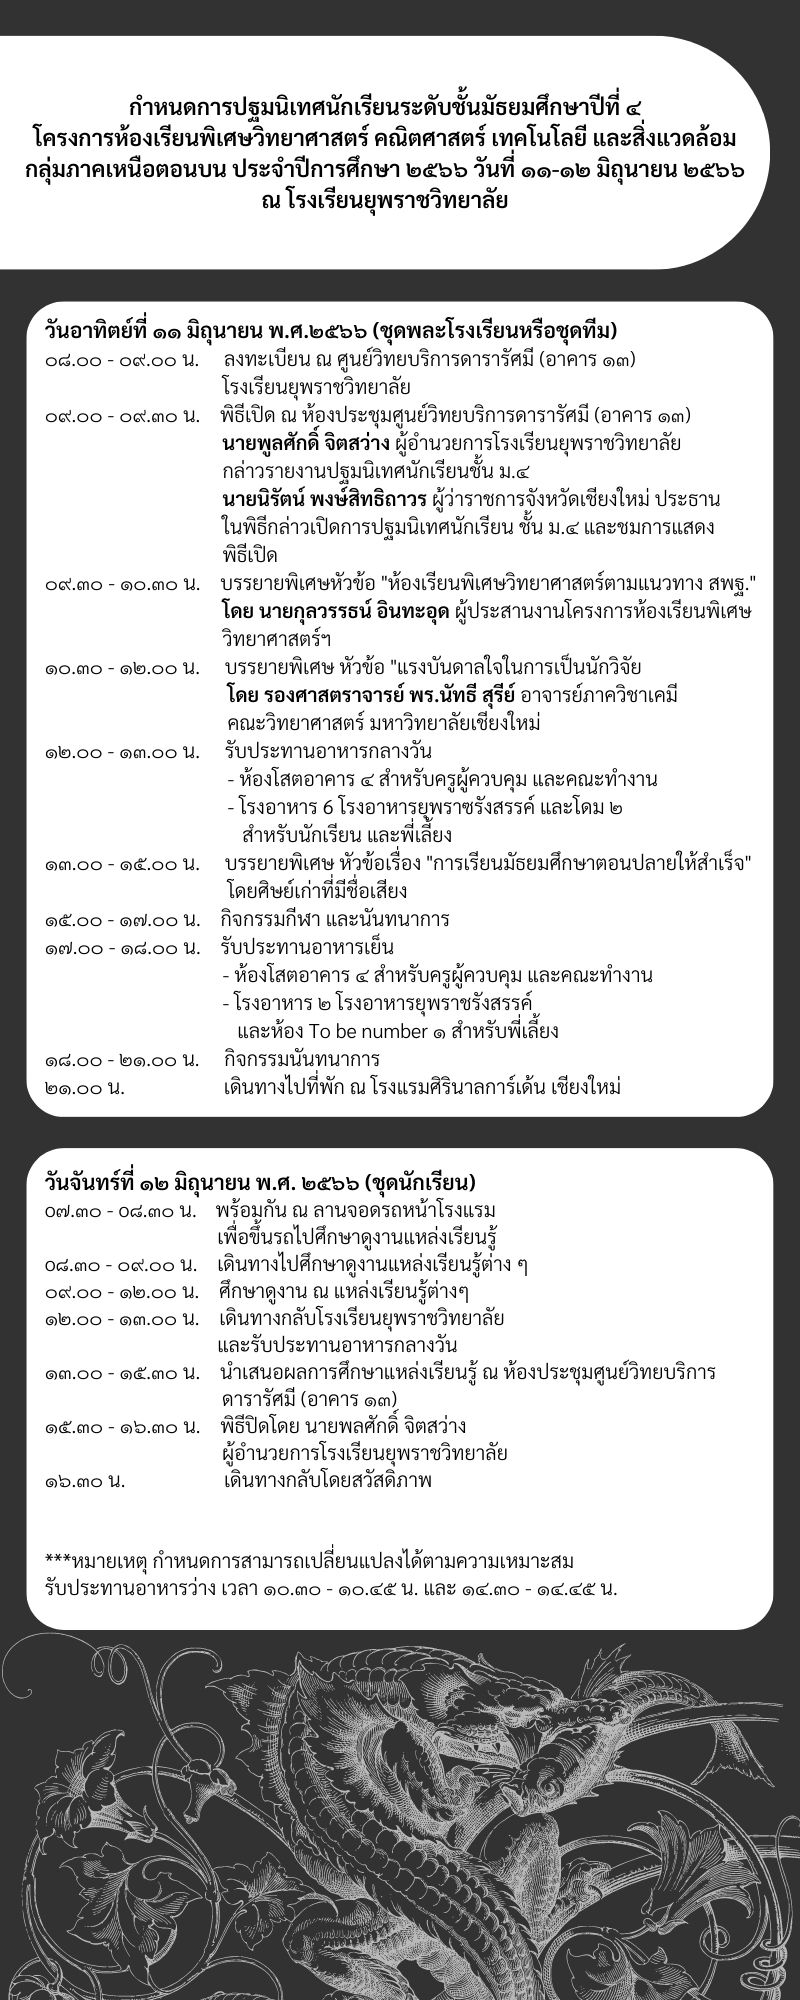 กำหนดการปฐมนิเทศนักเรียนระดับชั้นมัธยมศึกษาปีที่ ๔
โครงการห้องเรียนพิเศษวิทยาศาสตร์ คณิตศาสตร์ เทคโนโลยี และสิ่งแวดล้อม
กลุ่มภาคเหนือตอนบน ประจำปีการศึกษา ๒๕๖๖ วันที่ ๑๑-๑๒ มิถุนายน ๒๕๖๖
ณ โรงเรียนยุพราชวิทยาลัย
วันอาทิตย์ที่ ๑๑ มิถุนายน พ.ศ.๒๕๖๖ (ชุดพละโรงเรียนหรือชุดทีม)
๐๘.๐๐ - ๐๙.๐๐ น. ลงทะเบียน ณ ศูนย์วิทยบริการดารารัศมี (อาคาร ๑๓)
โรงเรียนยุพราชวิทยาลัย
๐๙.๐๐ - ๐๙.๓๐ น. พิธีเปิด ณ ห้องประชุมศูนย์วิทยบริการดารารัศมี (อาคาร ๑๓)
นายพูลศักดิ์ จิตสว่าง ผู้อำนวยการโรงเรียนยุพราชวิทยาลัย
กล่าวรายงานปฐมนิเทศนักเรียนชั้น ม.๔
นายนิรัตน์ พงษ์สิทธิถาวร ผู้ว่าราชการจังหวัดเชียงใหม่ ประธาน
ในพิธีกล่าวเปิดการปฐมนิเทศนักเรียน ชั้น ม.๔ และชมการแสดง
พิธีเปิด
๐๙.๓๐ - ๑๐.๓๐ น. บรรยายพิเศษหัวข้อ "ห้องเรียนพิเศษวิทยาศาสตร์ตามแนวทาง สพฐ."
โดย นายกุลวรรธน์ อินทะอุด ผู้ประสานงานโครงการห้องเรียนพิเศษ
วิทยาศาสตร์ฯ
๑๐.๓๐ - ๑๒.๐๐ น. บรรยายพิเศษ หัวข้อ "แรงบันดาลใจในการเป็นนักวิจัย
โดย รองศาสตราจารย์ พร.นัทธี สุรีย์ อาจารย์ภาควิชาเคมี
คณะวิทยาศาสตร์ มหาวิทยาลัยเชียงใหม่
๑๒.๐๐ - ๑๓.๐๐ น. รับประทานอาหารกลางวัน
- ห้องโสตอาคาร ๔ สำหรับครูผู้ควบคุม และคณะทำงาน
- โรงอาหาร 6 โรงอาหารยุพราชรังสรรค์ และโดม ๒
สำหรับนักเรียน และพี่เลี้ยง
๑๓.๐๐ - ๑๕.๐๐ น. บรรยายพิเศษ หัวข้อเรื่อง "การเรียนมัธยมศึกษาตอนปลายให้สำเร็จ"
โดยศิษย์เก่าที่มีชื่อเสียง
๑๕.๐๐ - ๑๗.๐๐ น. กิจกรรมกีฬา และนันทนาการ
๑๗.๐๐ - ๑๘.๐๐ น. รับประทานอาหารเย็น
- ห้องโสตอาคาร ๔ สำหรับครูผู้ควบคุม และคณะทำงาน
- โรงอาหาร ๒ โรงอาหารยุพราชรังสรรค์
และห้อง To be number ๑ สำหรับพี่เลี้ยง
๑๘.๐๐ - ๒๑.๐๐ น. กิจกรรมนันทนาการ
๒๑.๐๐ น. เดินทางไปที่พัก ณ โรงแรมศิรินาลการ์เด้น เชียงใหม่
วันจันทร์ที่ ๑๒ มิถุนายน พ.ศ. ๒๕๖๖ (ชุดนักเรียน)
๐๗.๓๐ - ๐๘.๓๐ น. พร้อมกัน ณ ลานจอดรถหน้าโรงแรม
เพื่อขึ้นรถไปศึกษาดูงานแหล่งเรียนรู้
๐๘.๓๐ - ๐๙.๐๐ น. เดินทางไปศึกษาดูงานแหล่งเรียนรู้ต่าง ๆ
๐๙.๐๐ - ๑๒.๐๐ น. ศึกษาดูงาน ณ แหล่งเรียนรู้ต่างๆ
๑๒.๐๐ - ๑๓.๐๐ น. เดินทางกลับโรงเรียนยุพราชวิทยาลัย
และรับประทานอาหารกลางวัน
๑๓.๐๐ - ๑๕.๓๐ น. นำเสนอผลการศึกษาแหล่งเรียนรู้ ณ ห้องประชุมศูนย์วิทยบริการ
ดารารัศมี (อาคาร ๑๓)
๑๕.๓๐ - ๑๖.๓๐ น. พิธีปิดโดย นายพลศักดิ์ จิตสว่าง
ผู้อำนวยการโรงเรียนยุพราชวิทยาลัย
๑๖.๓๐ น. เดินทางกลับโดยสวัสดิภาพ
***หมายเหตุ กำหนดการสามารถเปลี่ยนแปลงได้ตามความเหมาะสม
รับประทานอาหารว่าง เวลา ๑๐.๓๐ - ๑๐.๔๕ น. และ ๑๔.๓๐ - ๑๔.๔๕ น.